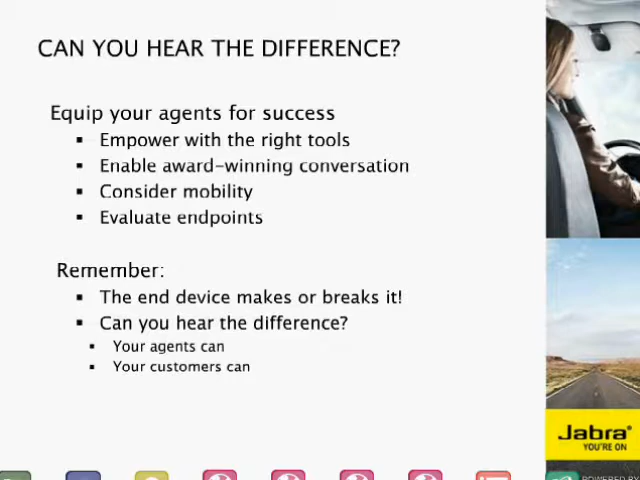 CAN YOU HEAR THE DIFFERENCE?
Equip your agents for success
▪ Empower with the right tools
▪ Enable award-winning conversation
▪ Consider mobility
▪ Evaluate endpoints
Remember:
▪ The end device makes or breaks it!
▪ Can you hear the difference?
▪ Your agents can
▪ Your customers can
Jabra®
YOU'RE ON
POWERED BY